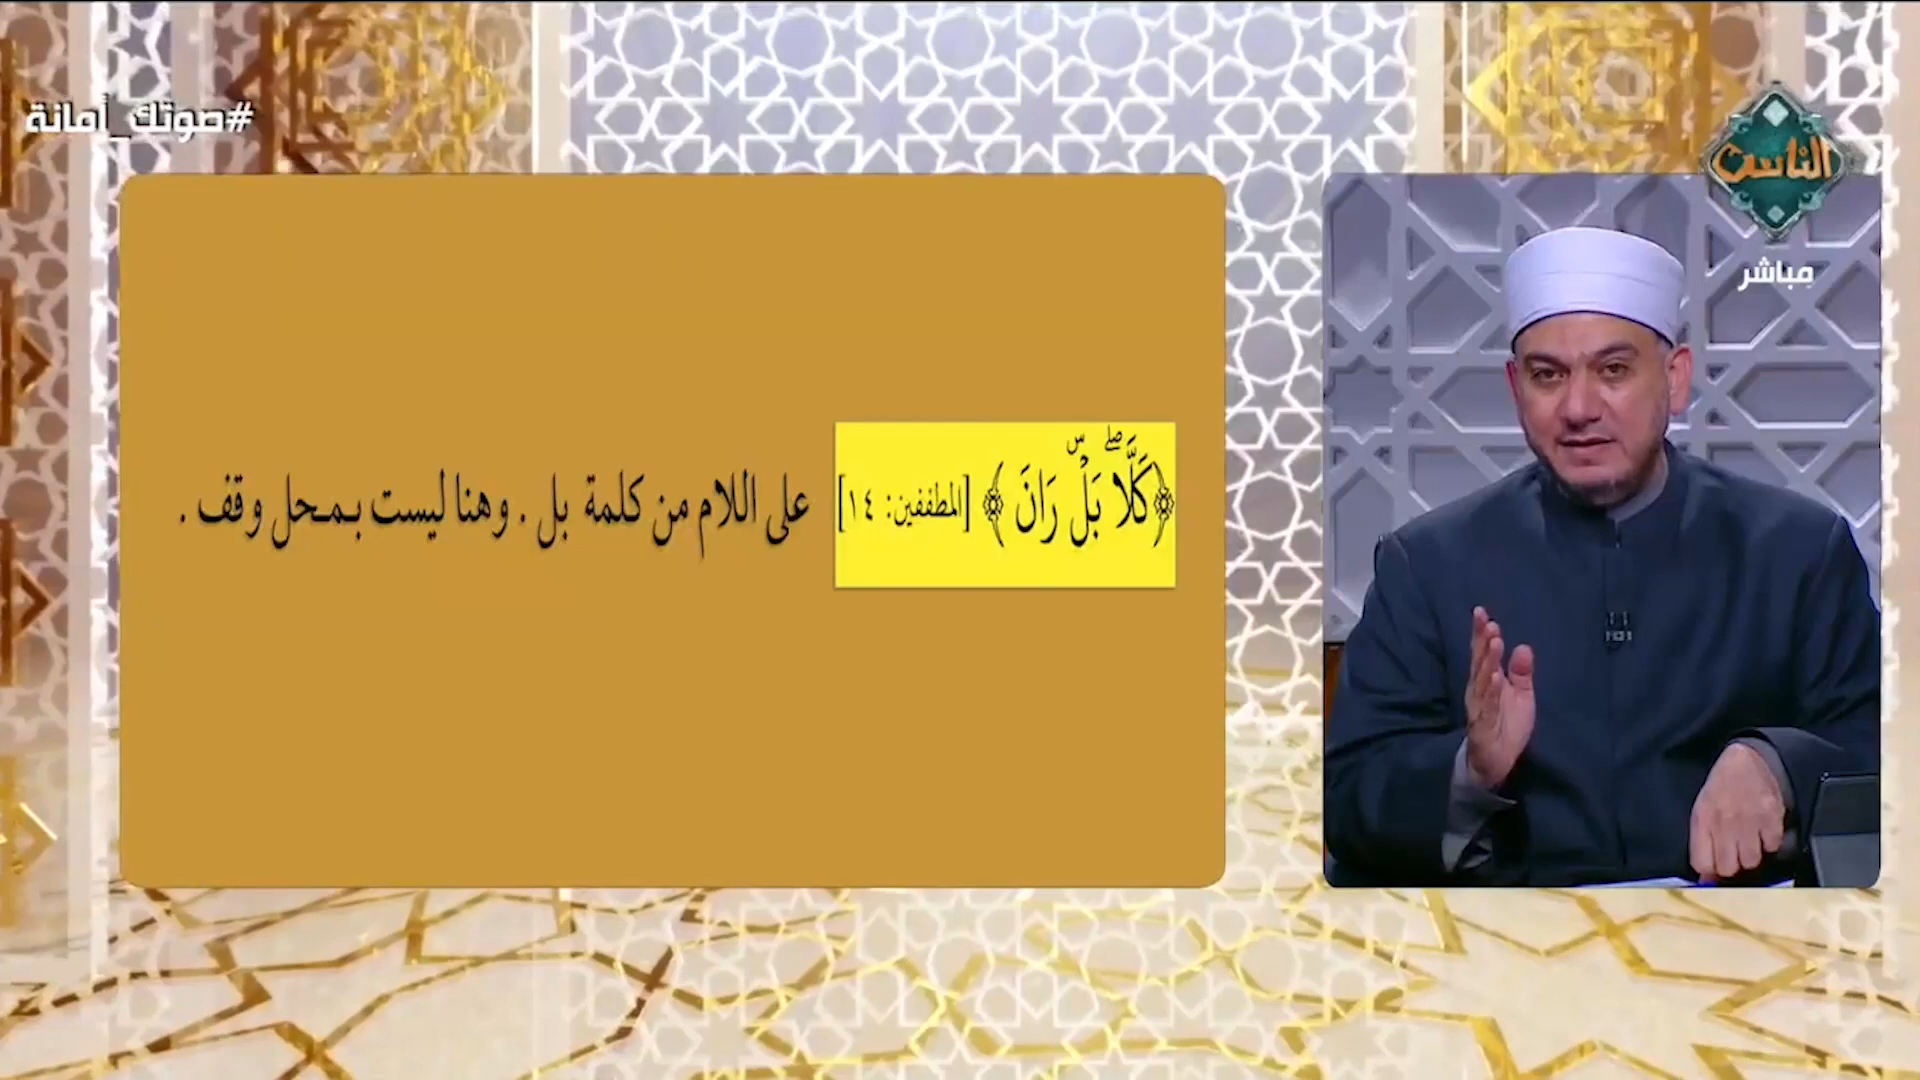 #صوتك_أمانة
الناس
مباشر
﴿كَلَّاۖ بَلْۜ رَانَ﴾ [المطففين: ١٤] على اللام من كلمة بل . وهنا ليست بمحل وقف .